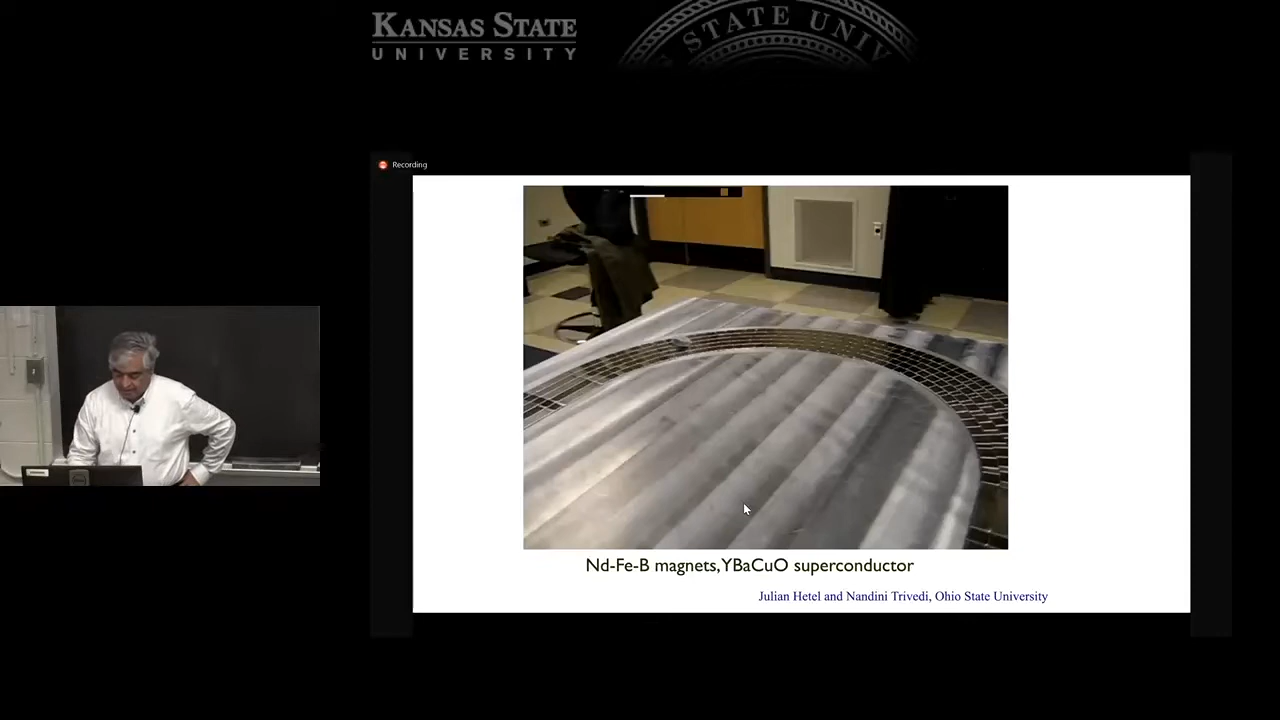 KANSAS STATE
UNIVERSITY
STATE UNIV
Recording
Nd-Fe-B magnets,YBaCuO superconductor
Julian Hetel and Nandini Trivedi, Ohio State University